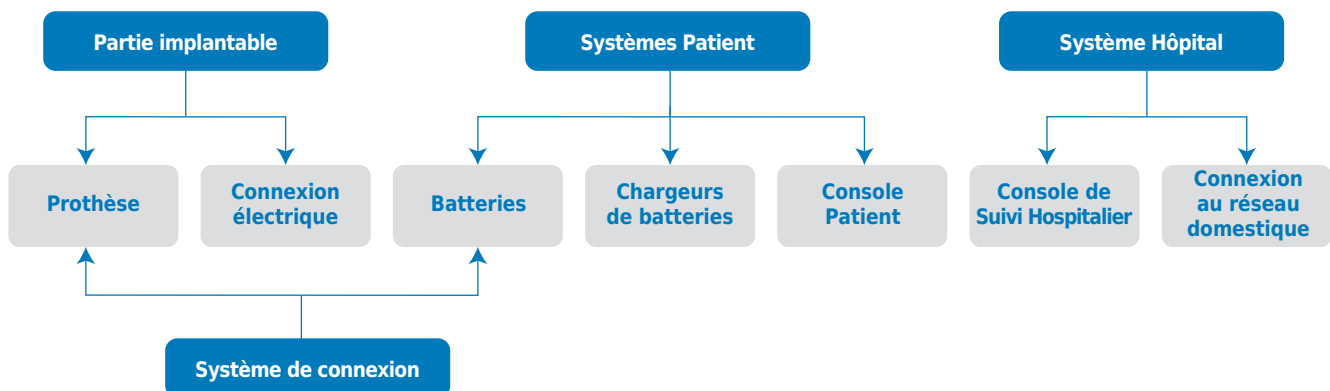 Partie implantable
Systèmes Patient
Système Hôpital
Prothèse
Connexion
électrique
Batteries
Chargeurs
de batteries
Console
Patient
Console de
Suivi Hospitalier
Connexion
au réseau
domestique
Système de connexion